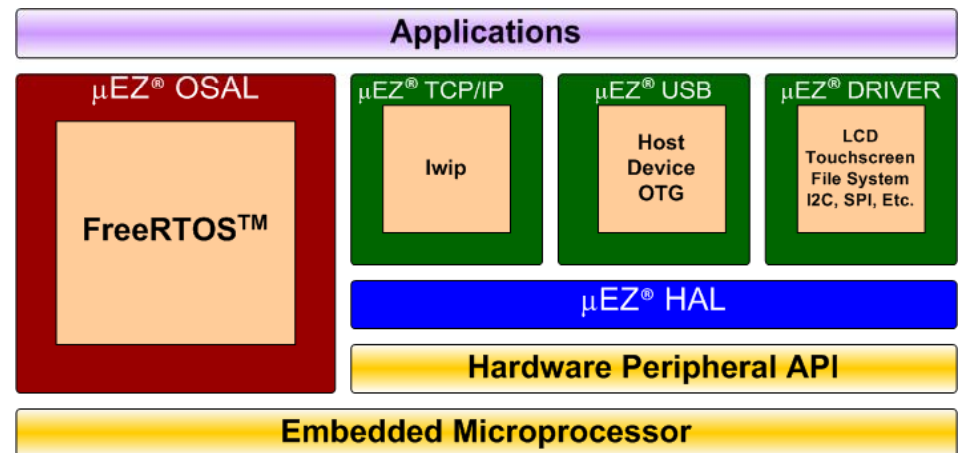 Applications
μEZ® OSAL
FreeRTOS™
μEZ® TCP/IP
lwip
μEZ® USB
Host
Device
OTG
μEZ® DRIVER
LCD
Touchscreen
File System
I2C, SPI, Etc.
μEZ® HAL
Hardware Peripheral API
Embedded Microprocessor